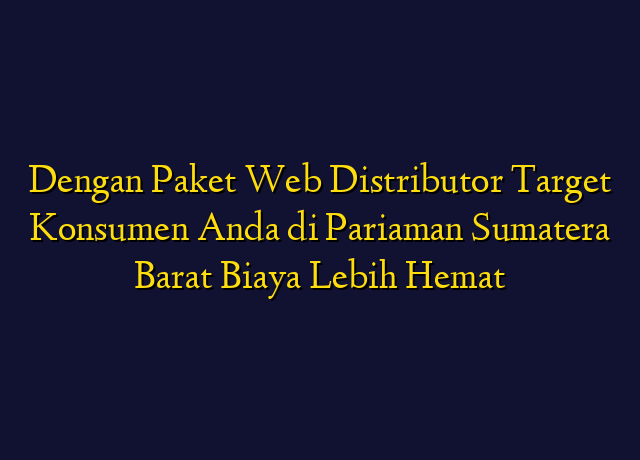 Dengan Paket Web Distributor Target
Konsumen Anda di Pariaman Sumatera
Barat Biaya Lebih Hemat